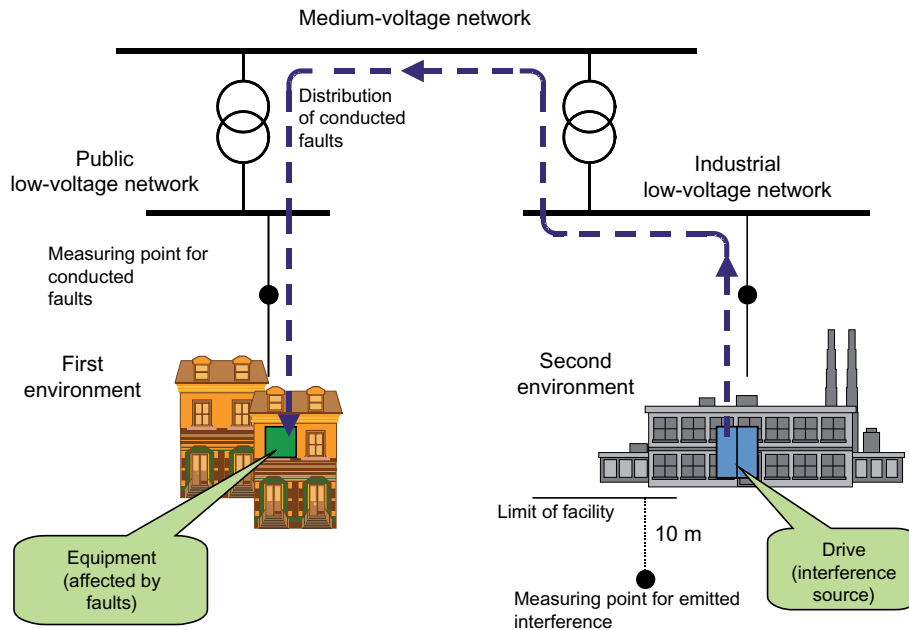 Medium-voltage network
Distribution
of conducted
faults
Public
low-voltage network
Industrial
low-voltage network
Measuring point for
conducted
faults
First
environment
Second
environment
Limit of facility
10 m
Equipment
(affected by
faults)
Drive
(interference
source)
Measuring point for emitted
interference